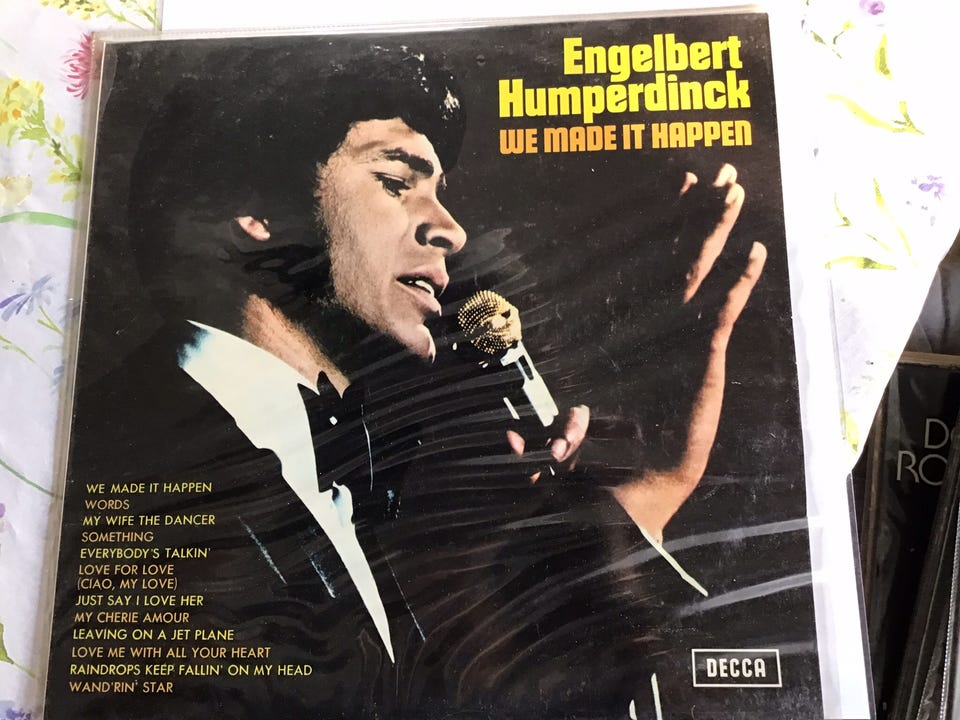 Engelbert
Humperdinck
WE MADE IT HAPPEN
WE MADE IT HAPPEN
WORDS
MY WIFE THE DANCER
SOMETHING
EVERYBODY'S TALKIN'
LOVE FOR LOVE
(CIAO, MY LOVE)
JUST SAY I LOVE HER
MY CHERIE AMOUR
LEAVING ON A JET PLANE
LOVE ME WITH ALL YOUR HEART
RAINDROPS KEEP FALLIN' ON MY HEAD
WAND'RIN' STAR
DECCA